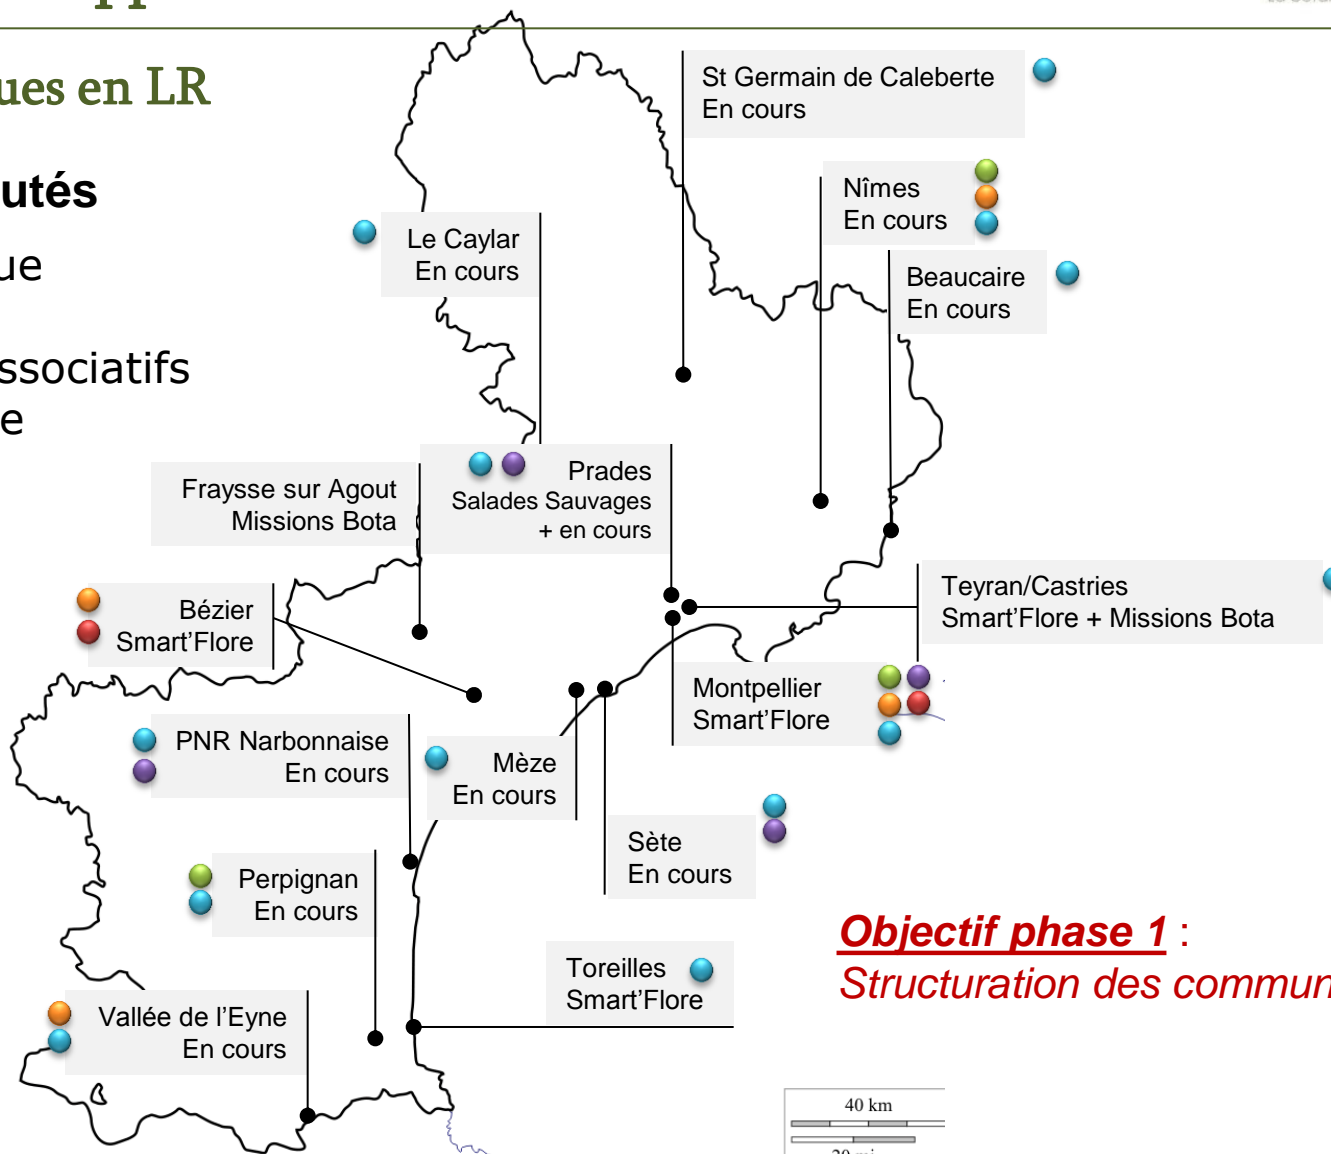 ues en LR
utés
ue
ssociatifs
e
St Germain de Caleberte
En cours
Nîmes
En cours
Le Caylar
En cours
Beaucaire
En cours
Prades
Salades Sauvages
+ en cours
Fraysse sur Agout
Missions Bota
Teyran/Castries
Smart’Flore + Missions Bota
Bézier
Smart’Flore
Montpellier
Smart’Flore
PNR Narbonnaise
En cours
Mèze
En cours
Sète
En cours
Perpignan
En cours
Objectif phase 1 :
Structuration des commun
Toreilles
Smart’Flore
Vallée de l’Eyne
En cours
40 km